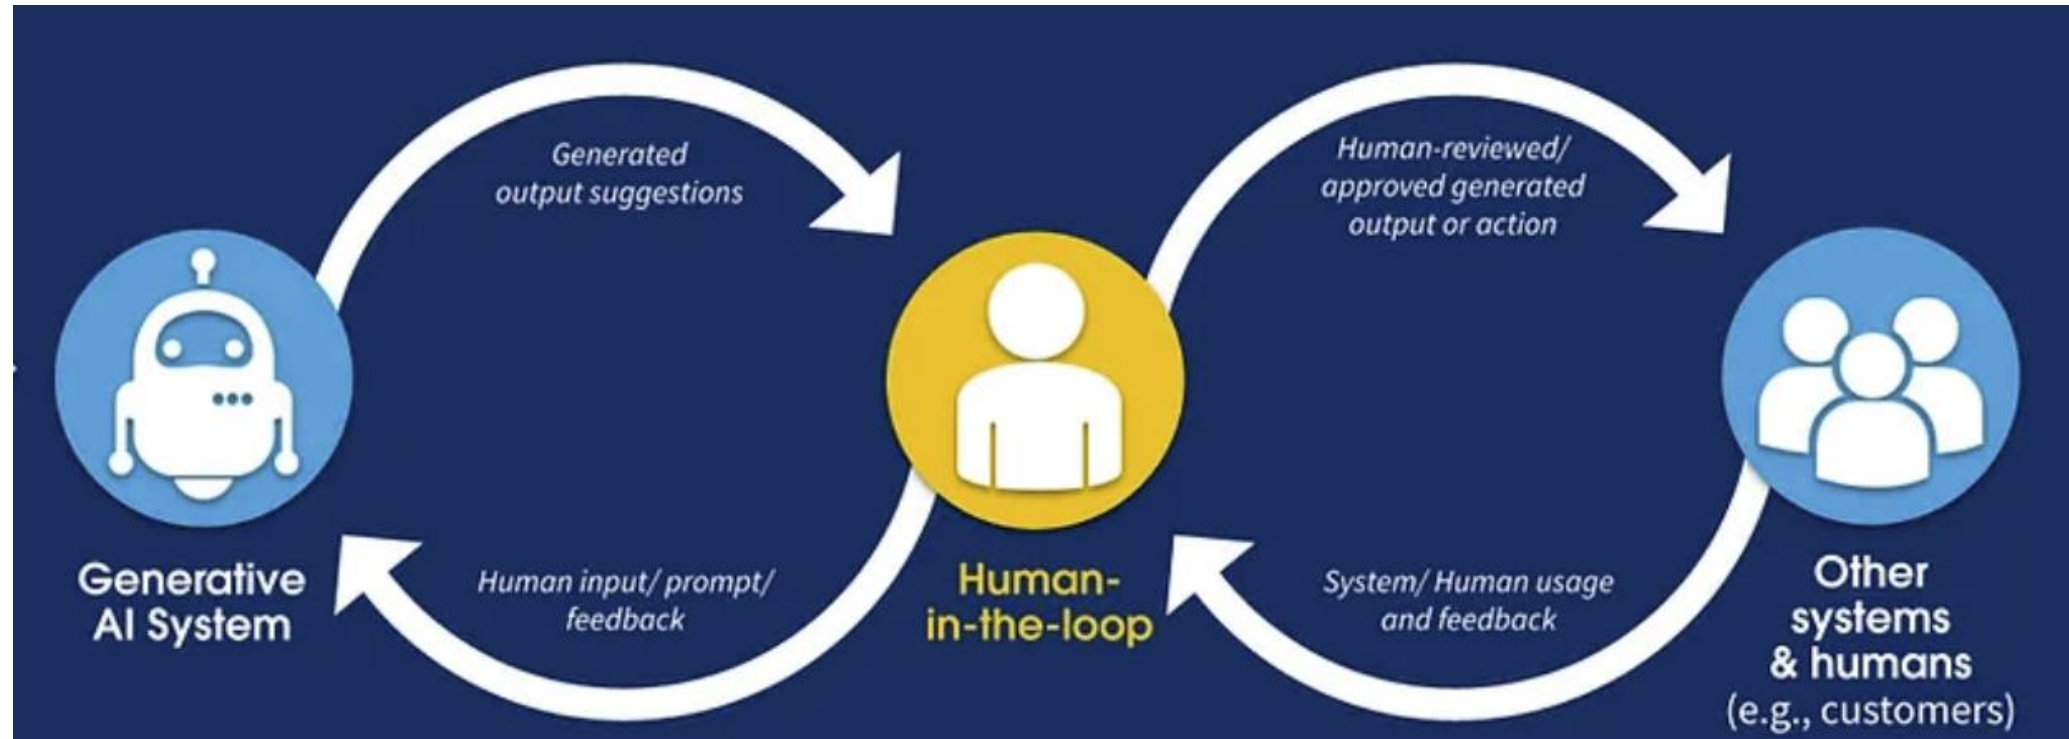 Generated
output suggestions
Human-reviewed/
approved generated
output or action
Generative
AI System
Human input/ prompt/
feedback
Human-
in-the-loop
System/ Human usage
and feedback
Other
systems
& humans
(e.g., customers)